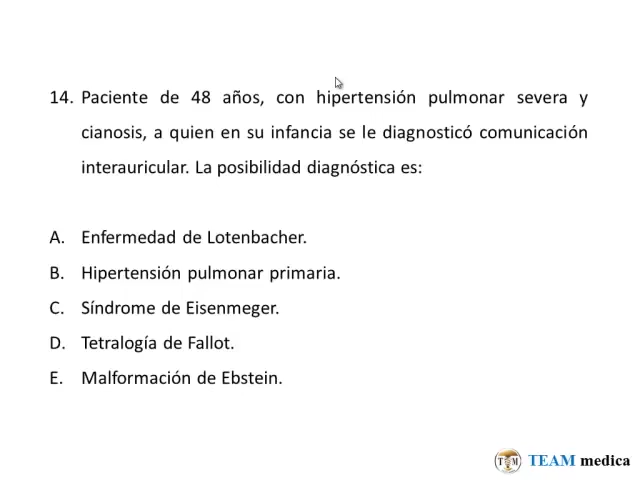 14. Paciente de 48 años, con hipertensión pulmonar severa y
cianosis, a quien en su infancia se le diagnosticó comunicación
interauricular. La posibilidad diagnóstica es:
A. Enfermedad de Lotenbacher.
B. Hipertensión pulmonar primaria.
C. Síndrome de Eisenmeger.
D. Tetralogía de Fallot.
E. Malformación de Ebstein.
TEAM medica